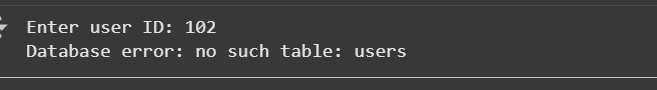 Enter user ID: 102
Database error: no such table: users